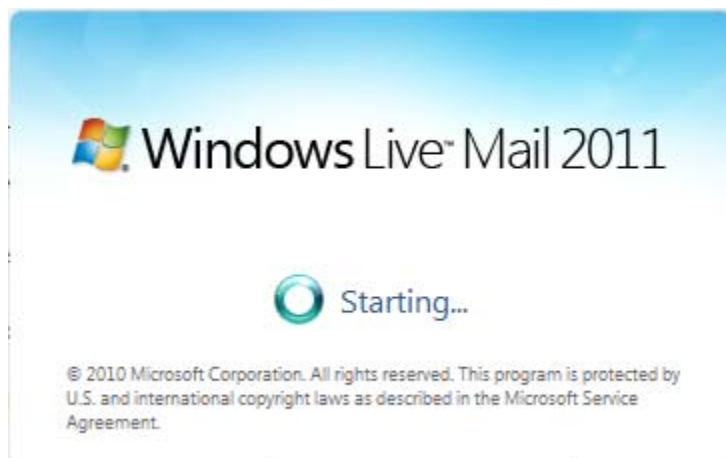 Windows Live™ Mail 2011
Starting...
© 2010 Microsoft Corporation. All rights reserved. This program is protected by
U.S. and international copyright laws as described in the Microsoft Service
Agreement.